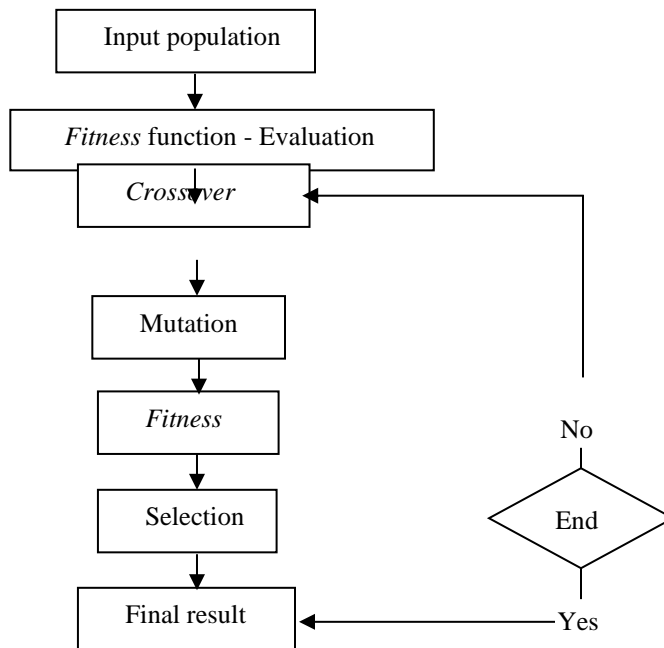 Input population
Fitness function - Evaluation
Crossover
Mutation
Fitness
Selection
Final result
No
End
Yes